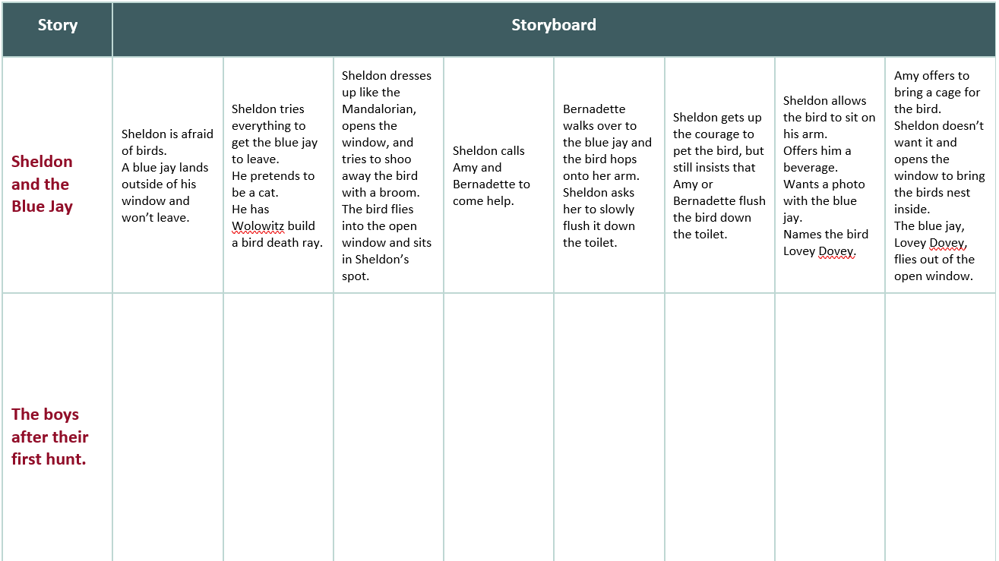 Story
Storyboard
Sheldon
and the
Blue Jay
Sheldon is afraid
of birds.
A blue jay lands
outside of his
window and
won't leave.
Sheldon tries
everything to
get the blue jay
to leave.
He pretends to
be a cat.
He has
Wolowitz build
a bird death ray.
Sheldon dresses
up like the
Mandalorian,
opens the
window, and
tries to shoo
away the bird
with a broom.
The bird flies
into the open
window and sits
in Sheldon's
spot.
Sheldon calls
Amy and
Bernadette to
come help.
Bernadette
walks over to
the blue jay and
the bird hops
onto her arm.
Sheldon asks
her to slowly
flush it down
the toilet.
Sheldon gets up
the courage to
pet the bird, but
still insists that
Amy or
Bernadette flush
the bird down
the toilet.
Sheldon allows
the bird to sit on
his arm.
Offers him a
beverage.
Wants a photo
with the blue
jay.
Names the bird
Lovey Dovey.
Amy offers to
bring a cage for
the bird.
Sheldon doesn't
want it and
opens the
window to bring
the birds nest
inside.
The blue jay,
Lovey Dovey,
flies out of the
open window.
The boys
after their
first hunt.